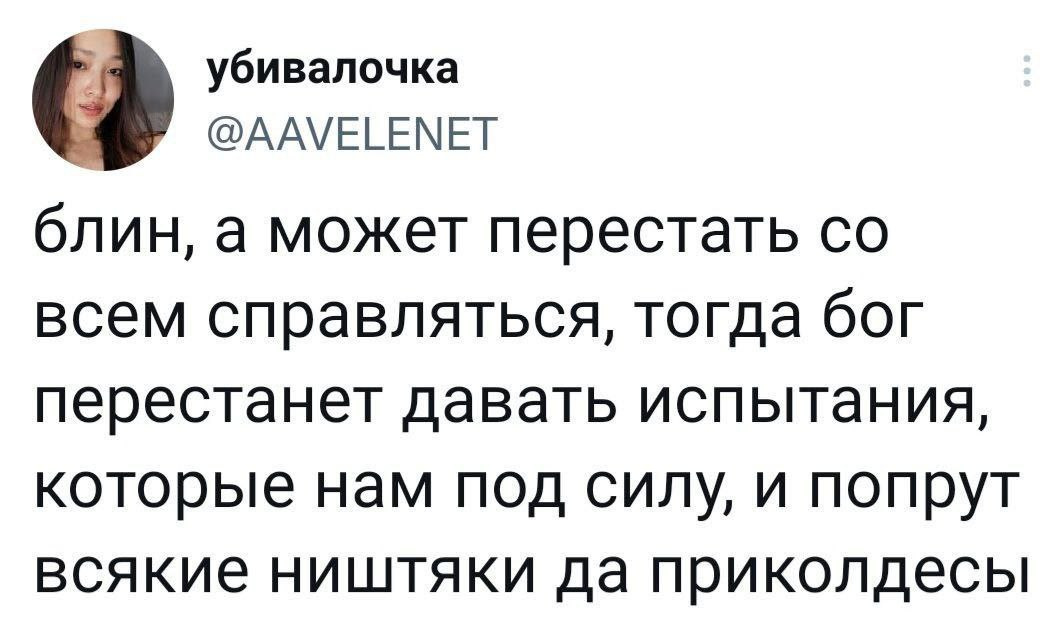 убивалочка
@AAVELENET
блин, а может перестать со
всем справляться, тогда бог
перестанет давать испытания,
которые нам под силу, и попрут
всякие ништяки да приколдесы